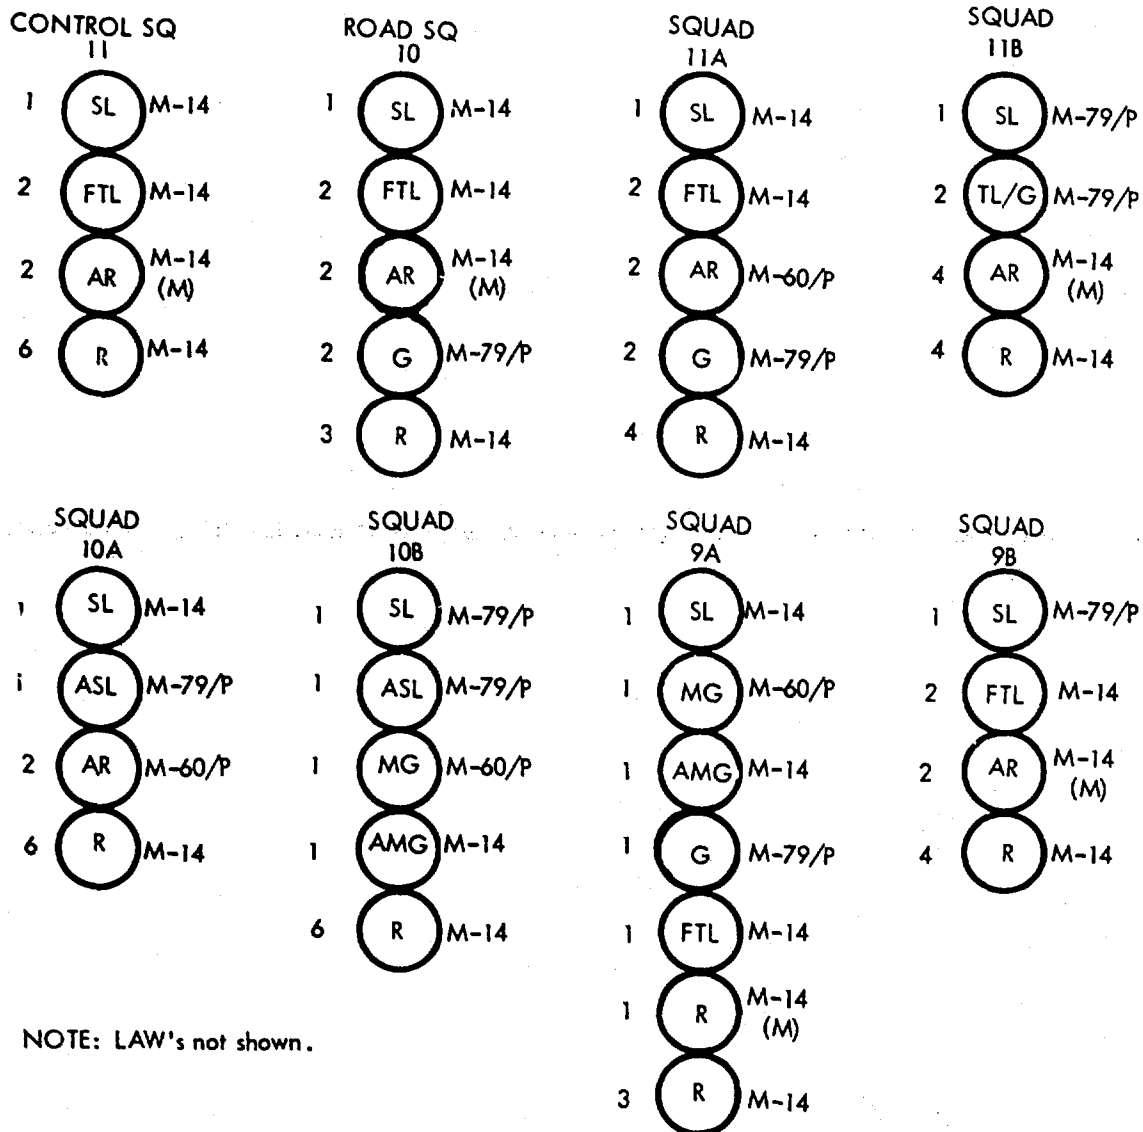 CONTROL SQ
11
1 SL M-14
2 FTL M-14
2 AR M-14
(M)
6 R M-14
ROAD SQ
10
1 SL M-14
2 FTL M-14
2 AR M-14
(M)
2 G M-79/P
3 R M-14
SQUAD
11A
1 SL M-14
2 FTL M-14
2 AR M-60/P
2 G M-79/P
4 R M-14
SQUAD
11B
1 SL M-79/P
2 TL/G M-79/P
4 AR M-14
(M)
4 R M-14
SQUAD
10A
1 SL M-14
1 ASL M-79/P
2 AR M-60/P
6 R M-14
SQUAD
10B
1 SL M-79/P
1 ASL M-79/P
1 MG M-60/P
1 AMG M-14
6 R M-14
SQUAD
9A
1 SL M-14
1 MG M-60/P
1 AMG M-14
1 G M-79/P
1 FTL M-14
1 R M-14
(M)
3 R M-14
SQUAD
9B
1 SL M-79/P
2 FTL M-14
2 AR M-14
(M)
4 R M-14
NOTE: LAW's not shown.